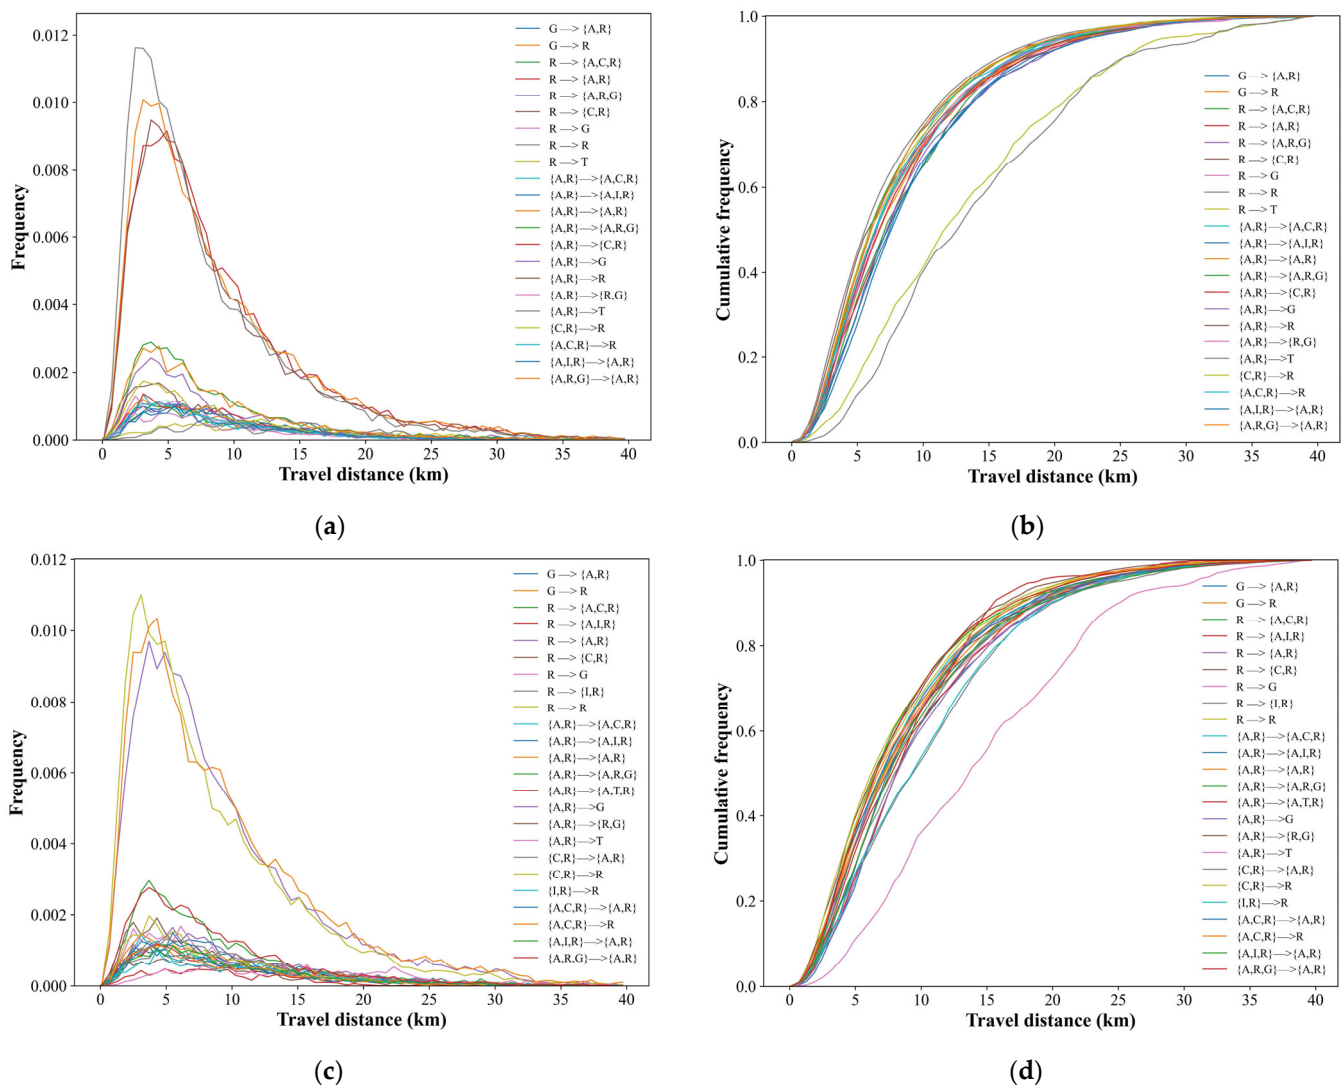 0.012
0.010
0.008
0.006
0.004
0.002
0.000
Frequency
0
5
10
15
20
25
30
35
40
Travel distance (km)
G —> {A,R}
G —> R
R —> {A,C,R}
R —> {A,R}
R —> {A,R,G}
R —> {C,R}
R —> G
R —> R
R —> T
{A,R}—>{A,C,R}
{A,R}—>{A,I,R}
{A,R}—>{A,R}
{A,R}—>{A,R,G}
{A,R}—>{C,R}
{A,R}—>G
{A,R}—>R
{A,R}—>{R,G}
{A,R}—>T
{C,R}—>R
{A,C,R}—>R
{A,I,R}—>{A,R}
{A,R,G}—>{A,R}
(a)
1.0
0.8
0.6
0.4
0.2
0.0
Cumulative frequency
0
5
10
15
20
25
30
35
40
Travel distance (km)
G —> {A,R}
G —> R
R —> {A,C,R}
R —> {A,R}
R —> {A,R,G}
R —> {C,R}
R —> G
R —> R
R —> T
{A,R}—>{A,C,R}
{A,R}—>{A,I,R}
{A,R}—>{A,R}
{A,R}—>{A,R,G}
{A,R}—>{C,R}
{A,R}—>G
{A,R}—>R
{A,R}—>{R,G}
{A,R}—>T
{C,R}—>R
{A,C,R}—>R
{A,I,R}—>{A,R}
{A,R,G}—>{A,R}
(b)
0.012
0.010
0.008
0.006
0.004
0.002
0.000
Frequency
0
5
10
15
20
25
30
35
40
Travel distance (km)
G —> {A,R}
G —> R
R —> {A,C,R}
R —> {A,I,R}
R —> {A,R}
R —> {C,R}
R —> G
R —> {I,R}
R —> R
{A,R}—>{A,C,R}
{A,R}—>{A,I,R}
{A,R}—>{A,R}
{A,R}—>{A,R,G}
{A,R}—>{A,T,R}
{A,R}—>G
{A,R}—>{R,G}
{A,R}—>T
{C,R}—>{A,R}
{C,R}—>R
{I,R}—>R
{A,C,R}—>{A,R}
{A,C,R}—>R
{A,I,R}—>{A,R}
{A,R,G}—>{A,R}
(c)
1.0
0.8
0.6
0.4
0.2
0.0
Cumulative frequency
0
5
10
15
20
25
30
35
40
Travel distance (km)
G —> {A,R}
G —> R
R —> {A,C,R}
R —> {A,I,R}
R —> {A,R}
R —> {C,R}
R —> G
R —> {I,R}
R —> R
{A,R}—>{A,C,R}
{A,R}—>{A,I,R}
{A,R}—>{A,R}
{A,R}—>{A,R,G}
{A,R}—>{A,T,R}
{A,R}—>G
{A,R}—>{R,G}
{A,R}—>T
{C,R}—>{A,R}
{C,R}—>R
{I,R}—>R
{A,C,R}—>{A,R}
{A,C,R}—>R
{A,I,R}—>{A,R}
{A,R,G}—>{A,R}
(d)